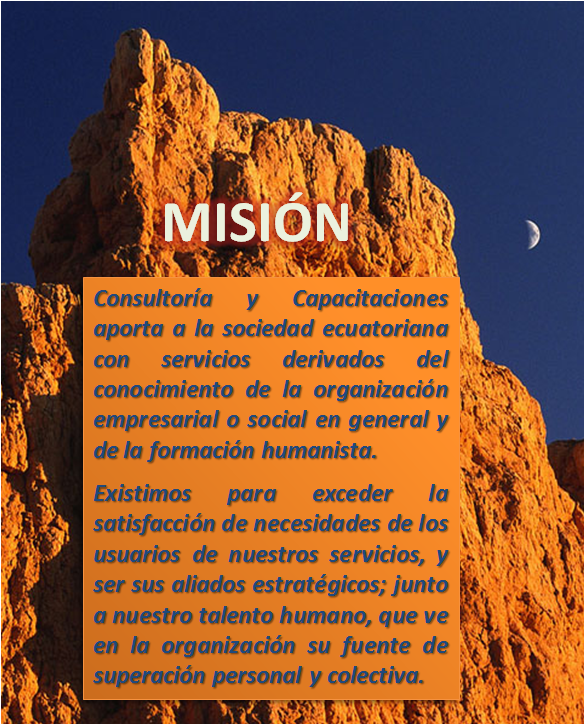 MISIÓN
Consultoría y Capacitaciones
aporta a la sociedad ecuatoriana
con servicios derivados del
conocimiento de la organización
empresarial o social en general y
de la formación humanista.
Existimos para exceder la
satisfacción de necesidades de los
usuarios de nuestros servicios, y
ser sus aliados estratégicos; junto
a nuestro talento humano, que ve
en la organización su fuente de
superación personal y colectiva.